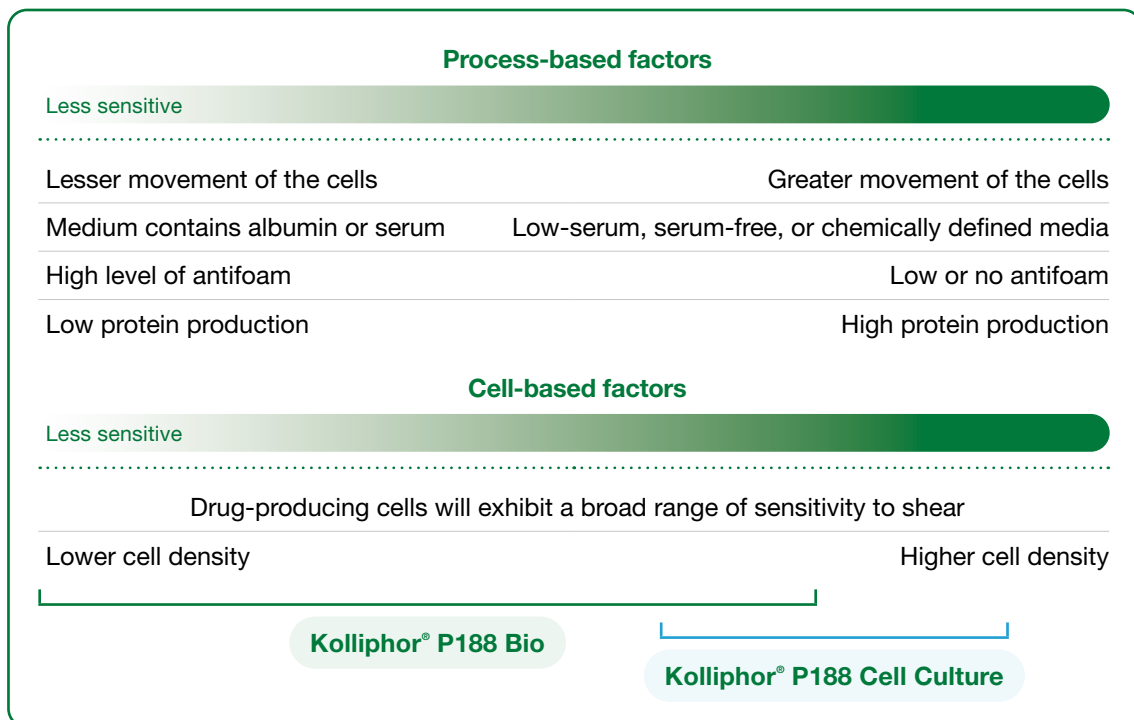 Process-based factors
Less sensitive
Lesser movement of the cells Greater movement of the cells
Medium contains albumin or serum Low-serum, serum-free, or chemically defined media
High level of antifoam Low or no antifoam
Low protein production High protein production
Cell-based factors
Less sensitive
Drug-producing cells will exhibit a broad range of sensitivity to shear
Lower cell density Higher cell density
Kolliphor® P188 Bio
Kolliphor® P188 Cell Culture